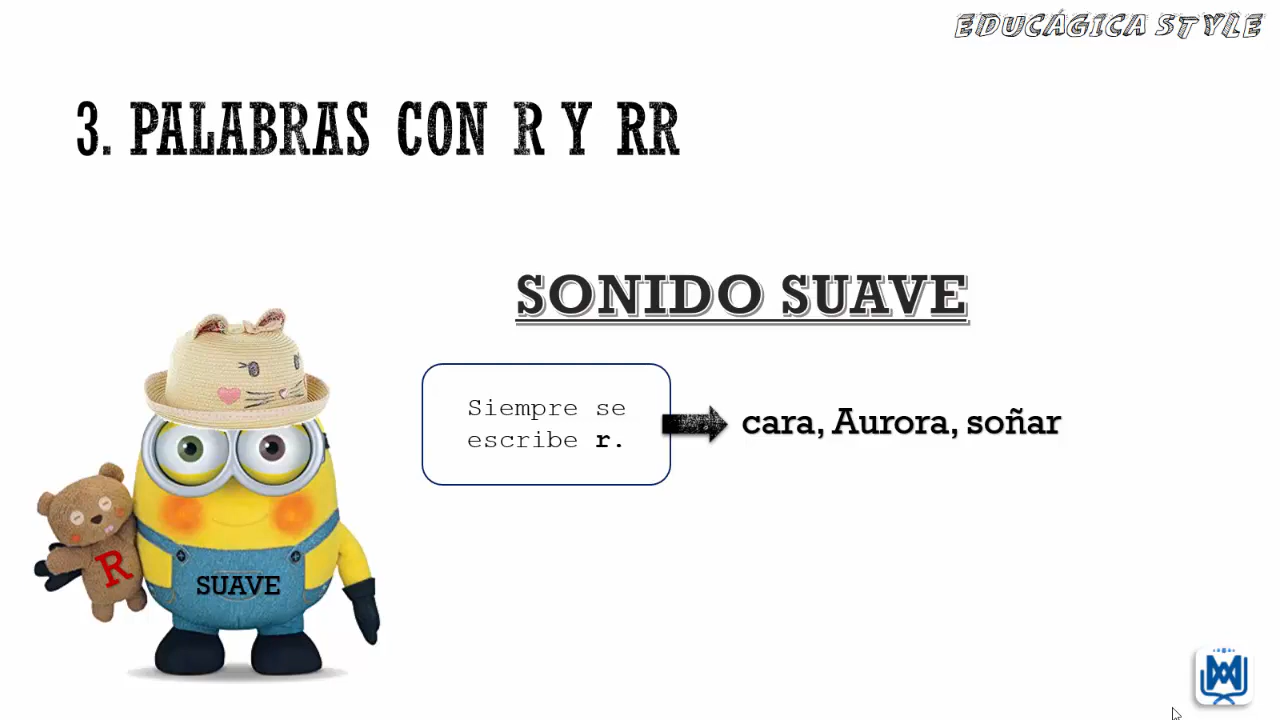 EDUCÁGICA STYLE
3. PALABRAS CON R Y RR
SONIDO SUAVE
Siempre se
escribe r.
cara, Aurora, soñar
R
SUAVE